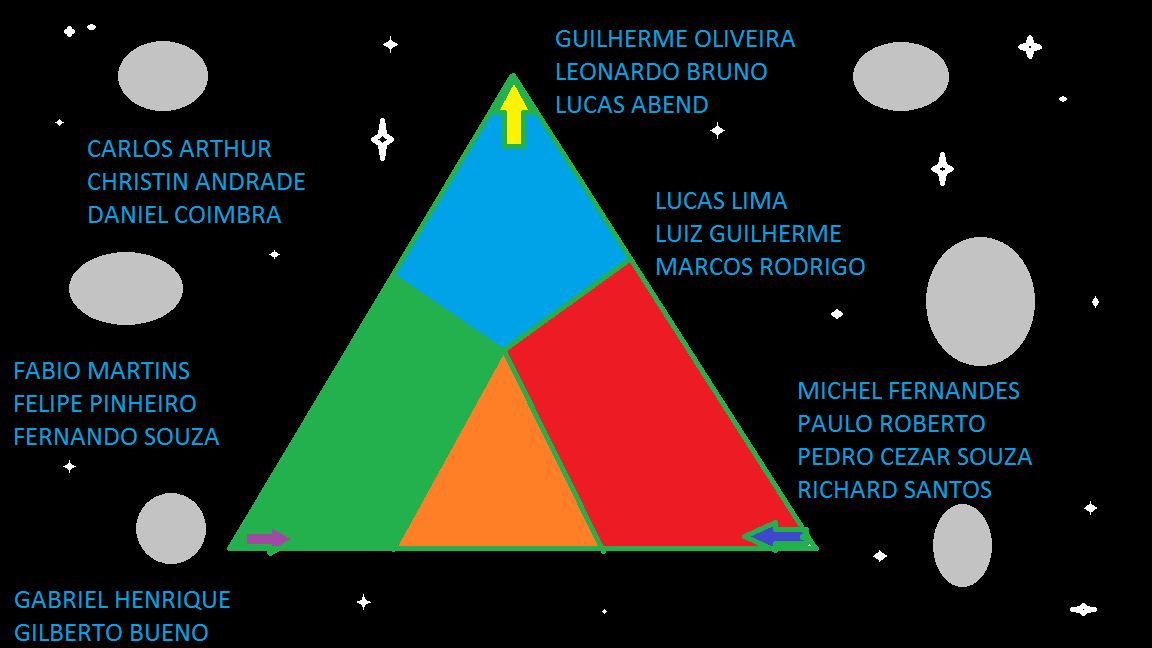 GUILHERME OLIVEIRA
LEONARDO BRUNO
LUCAS ABEND
CARLOS ARTHUR
CHRISTIN ANDRADE
DANIEL COIMBRA
LUCAS LIMA
LUIZ GUILHERME
MARCOS RODRIGO
FABIO MARTINS
FELIPE PINHEIRO
FERNANDO SOUZA
MICHEL FERNANDES
PAULO ROBERTO
PEDRO CEZAR SOUZA
RICHARD SANTOS
GABRIEL HENRIQUE
GILBERTO BUENO